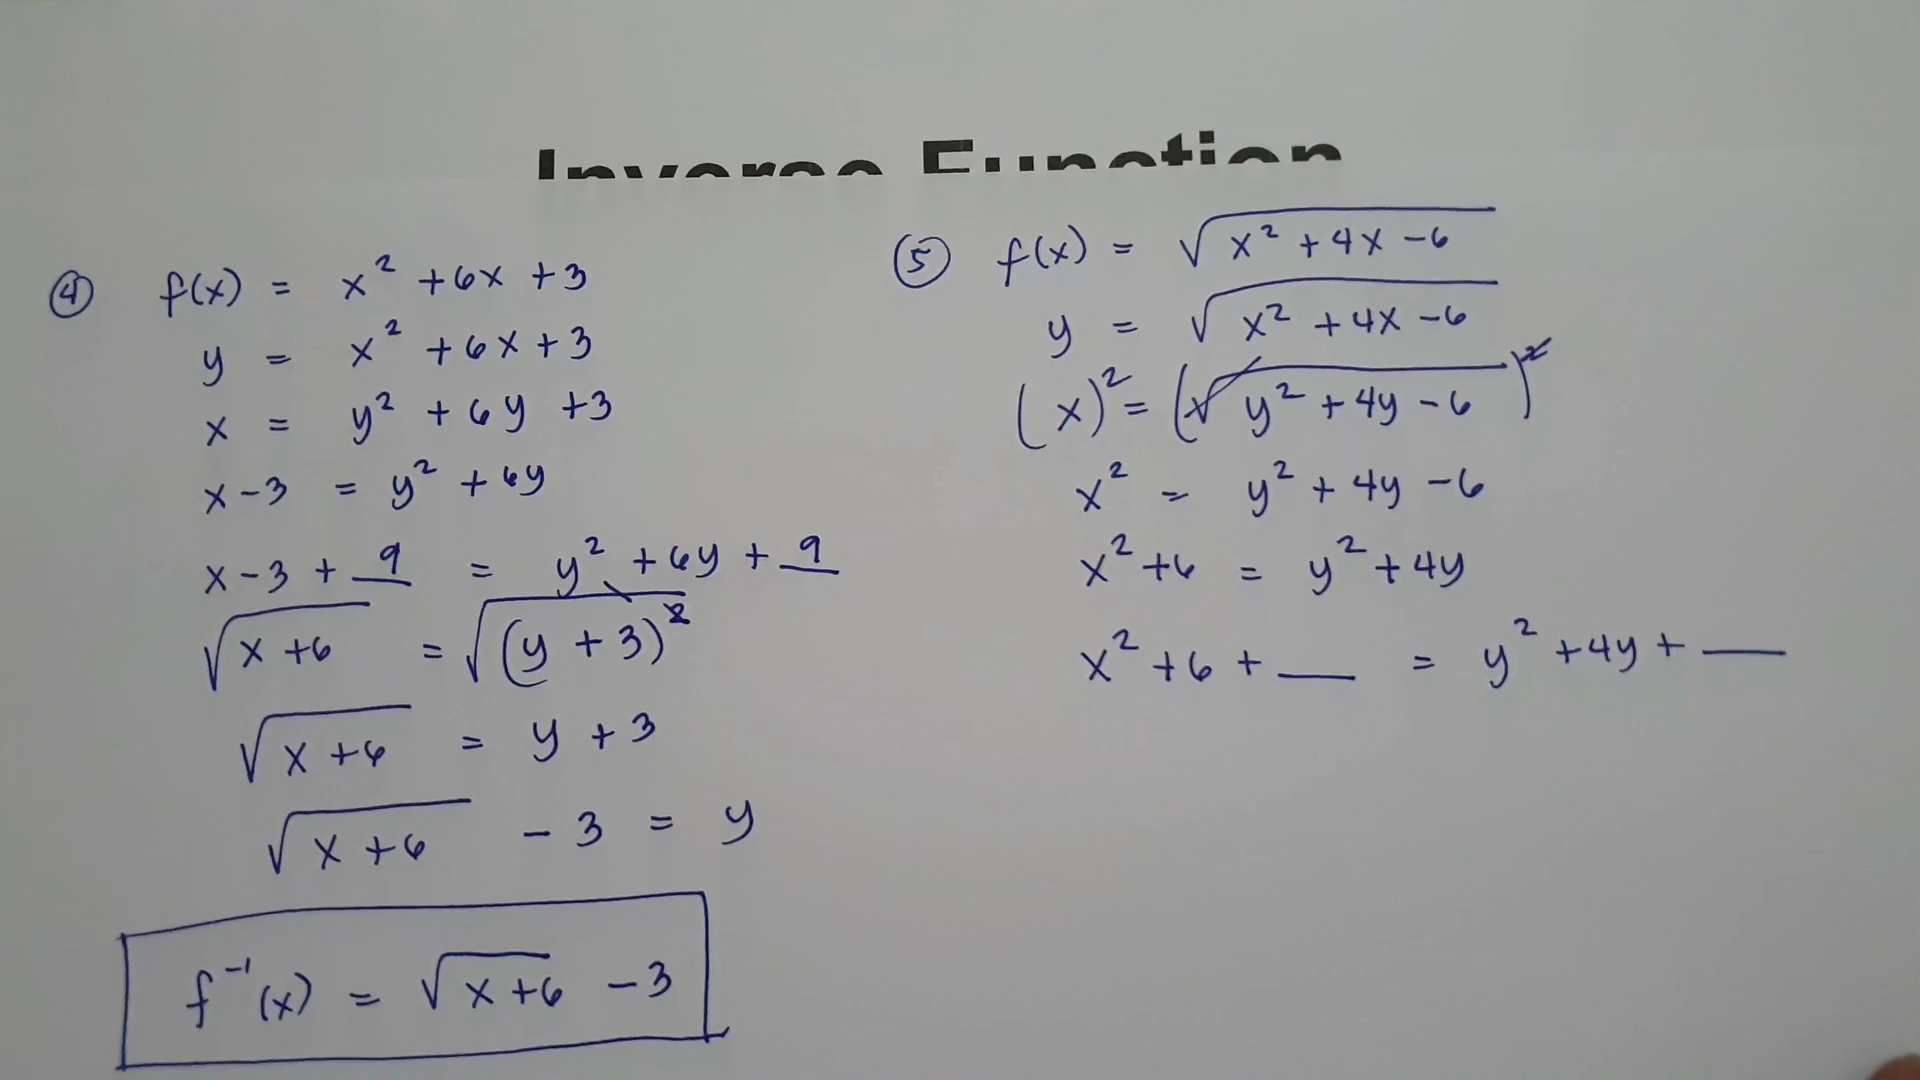 Inverse Function
④ f(x) = x² + 6x + 3
y = x² + 6x + 3
x = y² + 6y + 3
x - 3 = y² + 6y
x - 3 + 9 = y² + 6y + 9
√(x + 6) = √((y + 3)²)
√(x + 6) = y + 3
√(x + 6) - 3 = y
f⁻¹(x) = √(x + 6) - 3
⑤ f(x) = √(x² + 4x - 6)
y = √(x² + 4x - 6)
(x)² = (√(y² + 4y - 6))²
x² = y² + 4y - 6
x² + 6 = y² + 4y
x² + 6 + __ = y² + 4y + __